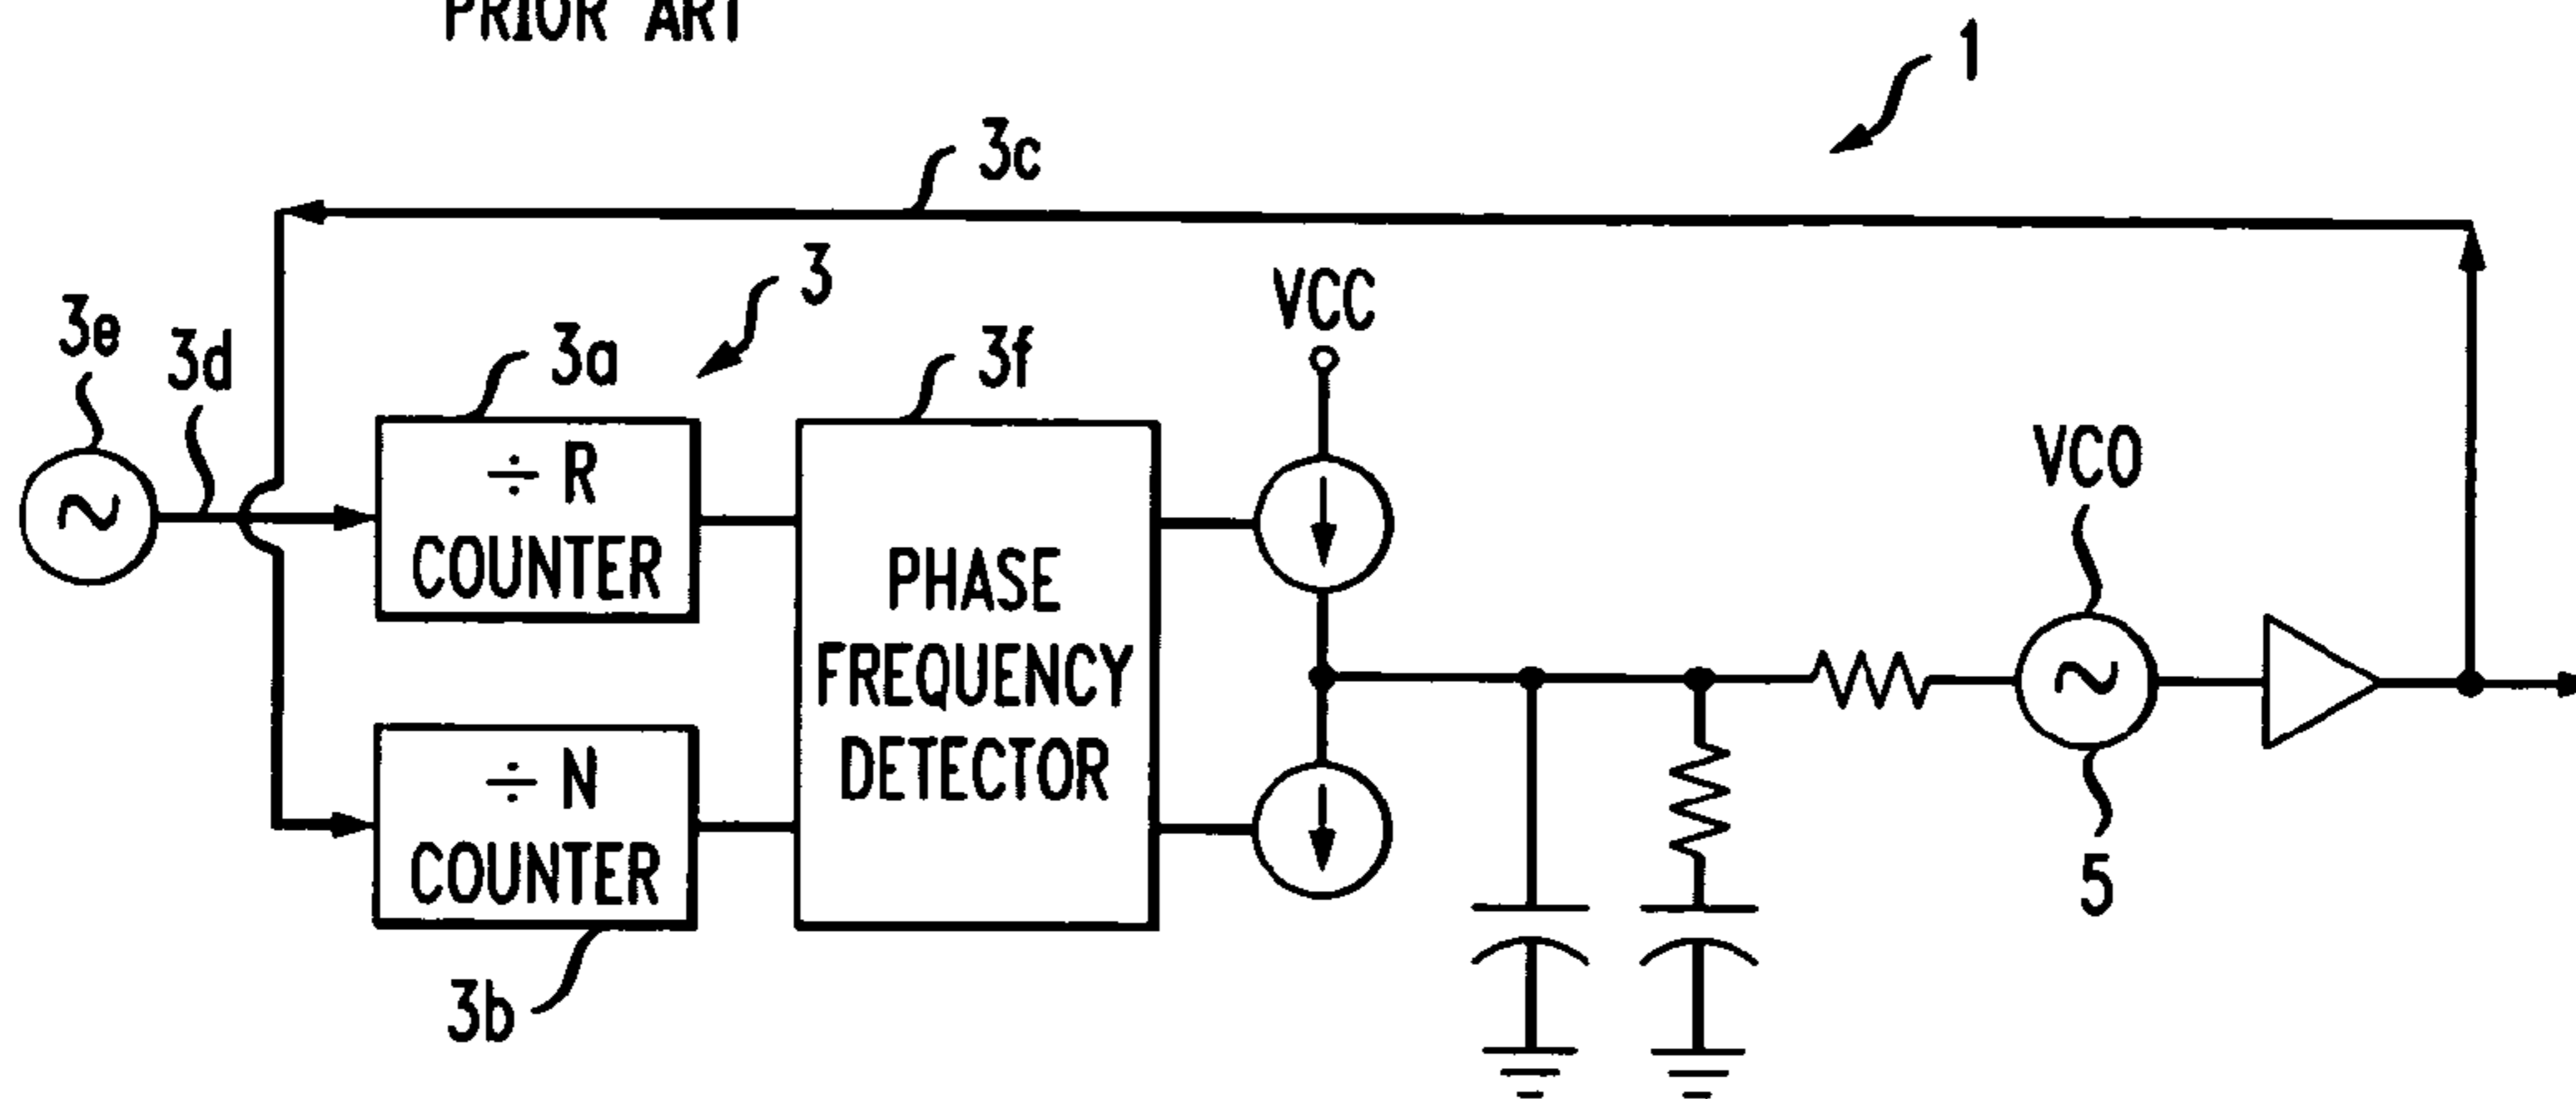 PRIOR ART
1
3c
3
VCC
3e
3d
3a
3f
VCO
÷ R
COUNTER
PHASE
FREQUENCY
DETECTOR
÷ N
COUNTER
5
3b